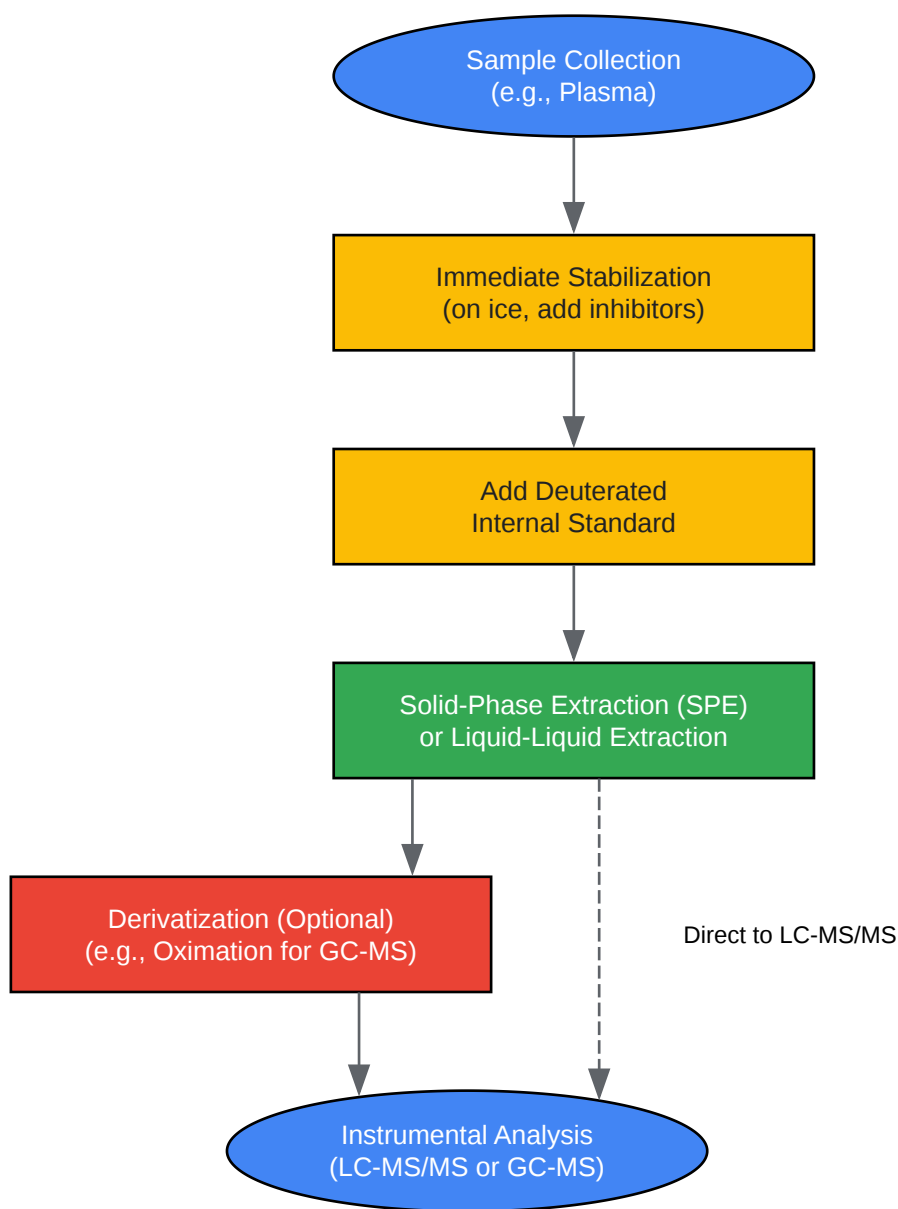 Sample Collection
(e.g., Plasma)
Immediate Stabilization
(on ice, add inhibitors)
Add Deuterated
Internal Standard
Solid-Phase Extraction (SPE)
or Liquid-Liquid Extraction
Derivatization (Optional)
(e.g., Oximation for GC-MS)
Direct to LC-MS/MS
Instrumental Analysis
(LC-MS/MS or GC-MS)